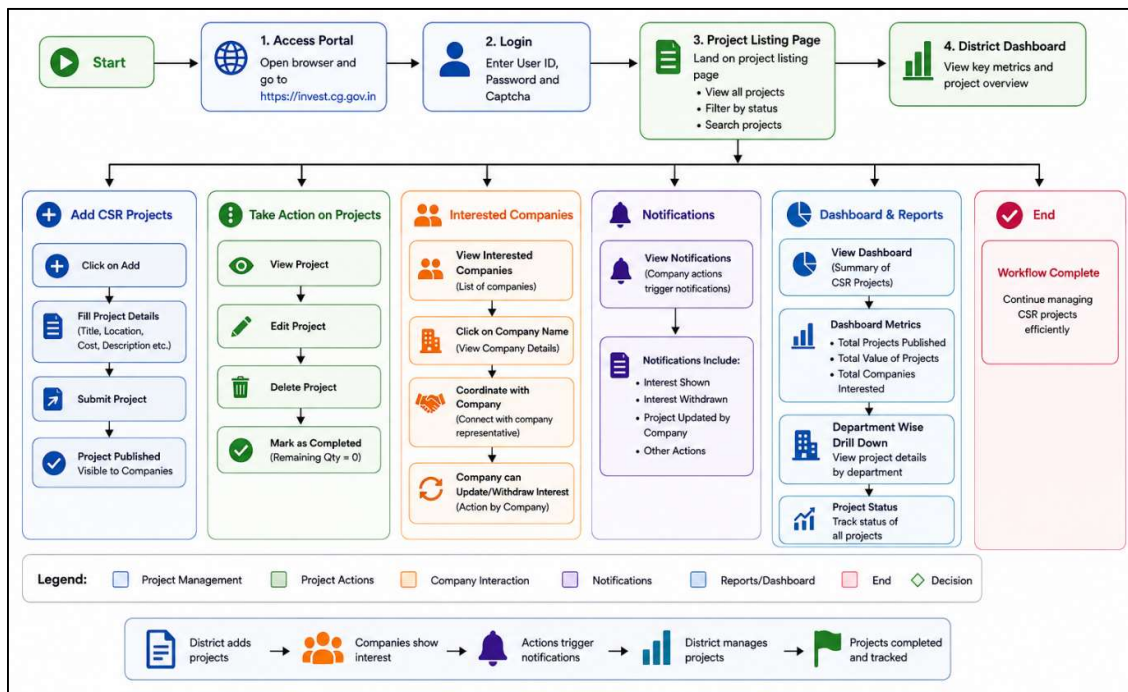 Start
1. Access Portal
Open browser and
go to
https://invest.cg.gov.in
2. Login
Enter User ID,
Password and
Captcha
3. Project Listing Page
Land on project listing
page
• View all projects
• Filter by status
• Search projects
4. District Dashboard
View key metrics and
project overview
Add CSR Projects
Click on Add
Fill Project Details
(Title, Location,
Cost, Description etc.)
Submit Project
Project Published
Visible to Companies
Take Action on Projects
View Project
Edit Project
Delete Project
Mark as Completed
(Remaining Qty = 0)
Interested Companies
View Interested
Companies
(List of companies)
Click on Company Name
(View Company Details)
Coordinate with
Company
(Connect with company
representative)
Company can
Update/Withdraw Interest
(Action by Company)
Notifications
View Notifications
(Company actions
trigger notifications)
Notifications Include:
• Interest Shown
• Interest Withdrawn
• Project Updated by
Company
• Other Actions
Dashboard & Reports
View Dashboard
(Summary of
CSR Projects)
Dashboard Metrics
• Total Projects Published
• Total Value of Projects
• Total Companies
Interested
Department Wise
Drill Down
View project details
by department
Project Status
Track status of
all projects
End
Workflow Complete
Continue managing
CSR projects
efficiently
Legend:
Project Management
Project Actions
Company Interaction
Notifications
Reports/Dashboard
End
Decision
District adds
projects
Companies show
interest
Actions trigger
notifications
District manages
projects
Projects completed
and tracked